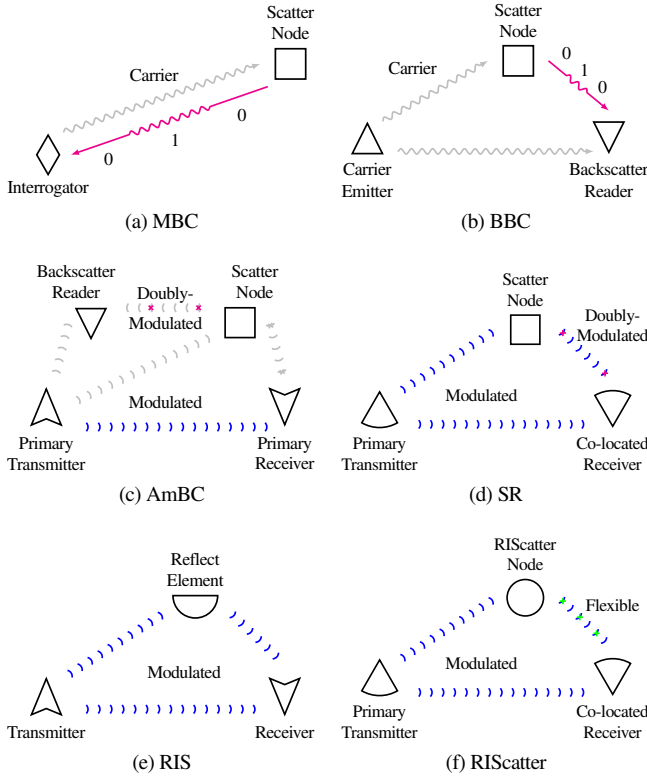 Scatter
Node
Carrier
0
1
0
Interrogator
(a) MBC
Scatter
Node
Carrier
0
1
0
Carrier
Emitter
Backscatter
Reader
(b) BBC
Backscatter
Reader
Doubly-
Modulated
Scatter
Node
Modulated
Primary
Transmitter
Primary
Receiver
(c) AmBC
Scatter
Node
Doubly-
Modulated
Modulated
Primary
Transmitter
Co-located
Receiver
(d) SR
Reflect
Element
Modulated
Transmitter
Receiver
(e) RIS
RIScatter
Node
Flexible
Modulated
Primary
Transmitter
Co-located
Receiver
(f) RIScatter